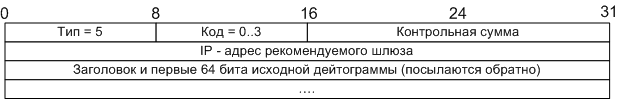 0 8 16 24 31
Тип = 5 Код = 0..3 Контрольная сумма
IP - адрес рекомендуемого шлюза
Заголовок и первые 64 бита исходной дейтограммы (посылаются обратно)
....